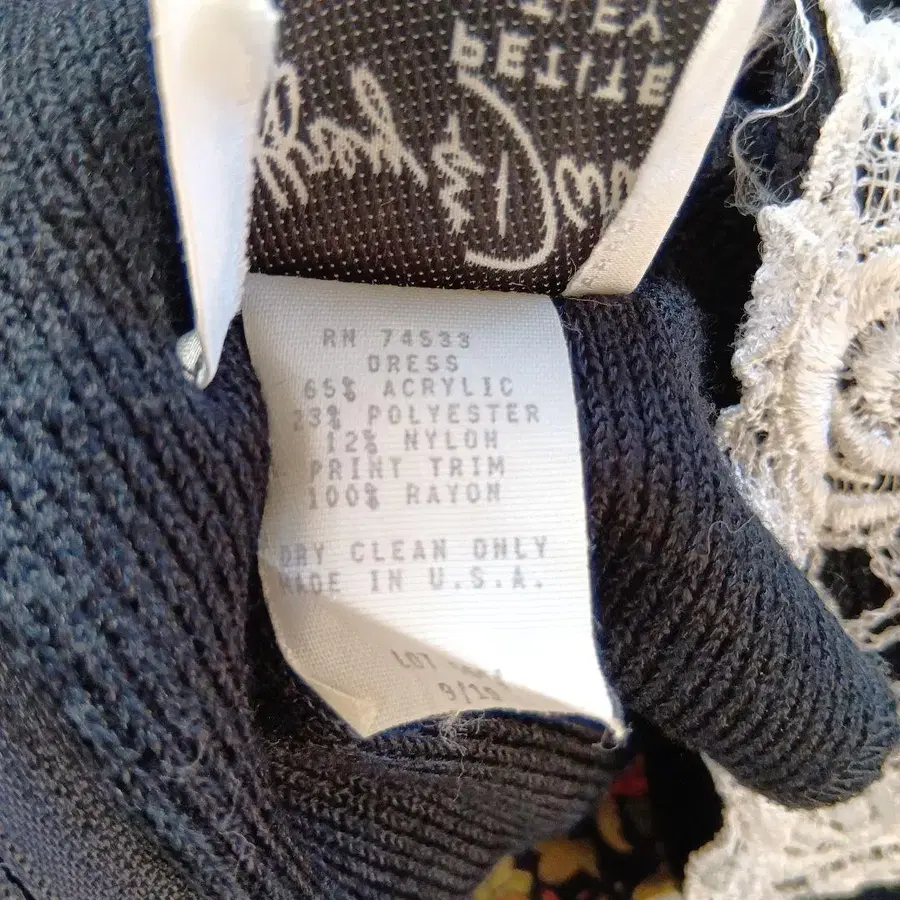 PETITE
RN 74533
DRESS
65% ACRYLIC
23% POLYESTER
12% NYLON
PRINT TRIM
100% RAYON
DRY CLEAN ONLY
MADE IN U.S.A.
LOT